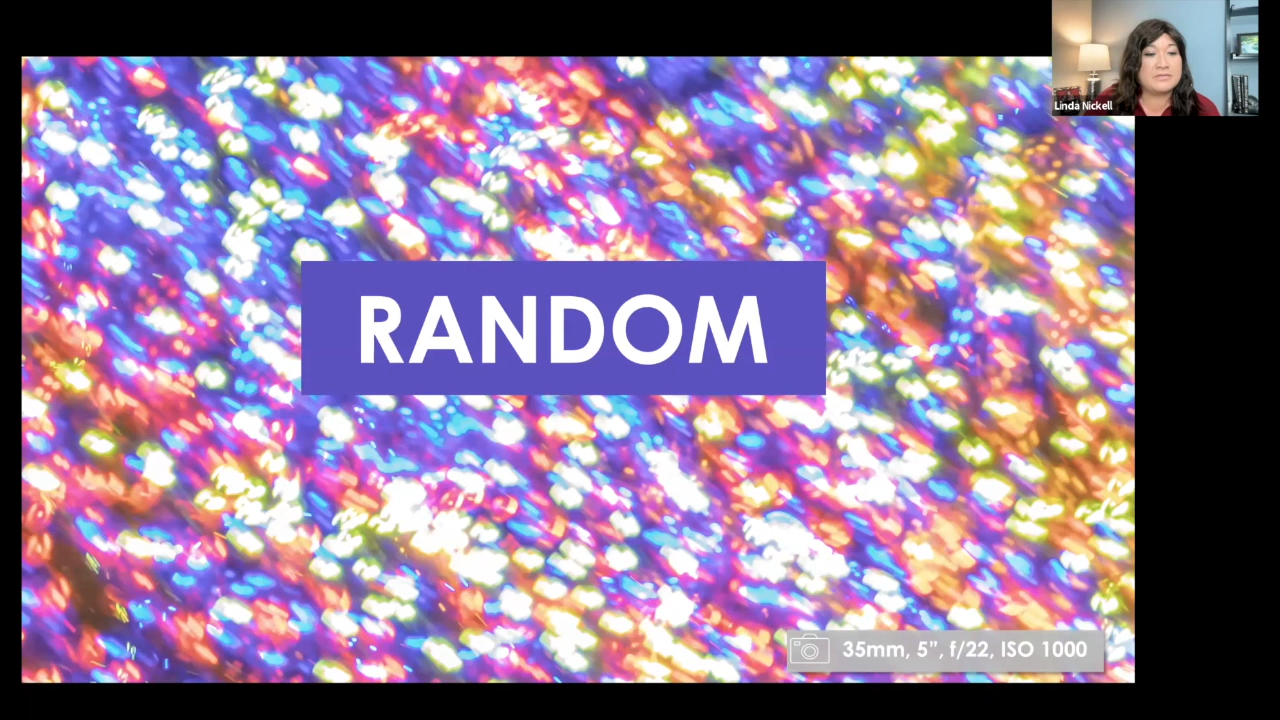 Linda Nickell
RANDOM
35mm, 5”, f/22, ISO 1000